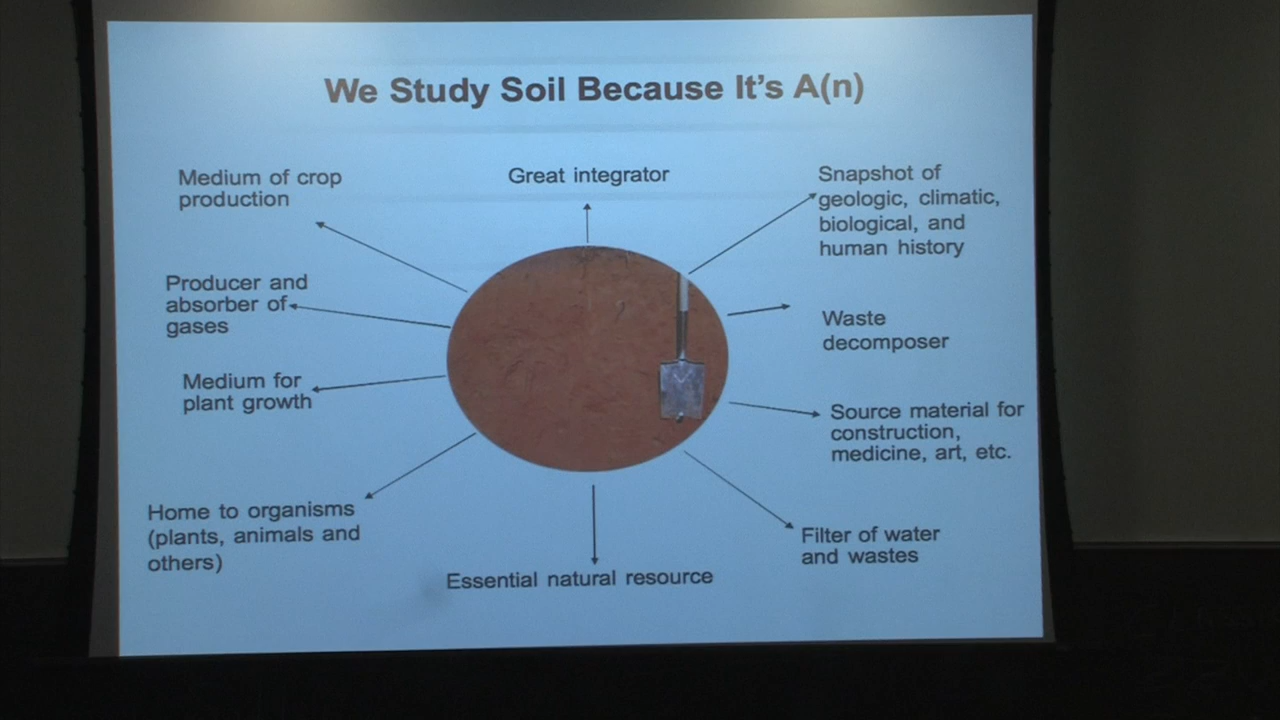 We Study Soil Because It's A(n)
Great integrator
Snapshot of
geologic, climatic,
biological, and
human history
Waste
decomposer
Source material for
construction,
medicine, art, etc.
Filter of water
and wastes
Essential natural resource
Home to organisms
(plants, animals and
others)
Medium for
plant growth
Producer and
absorber of
gases
Medium of crop
production